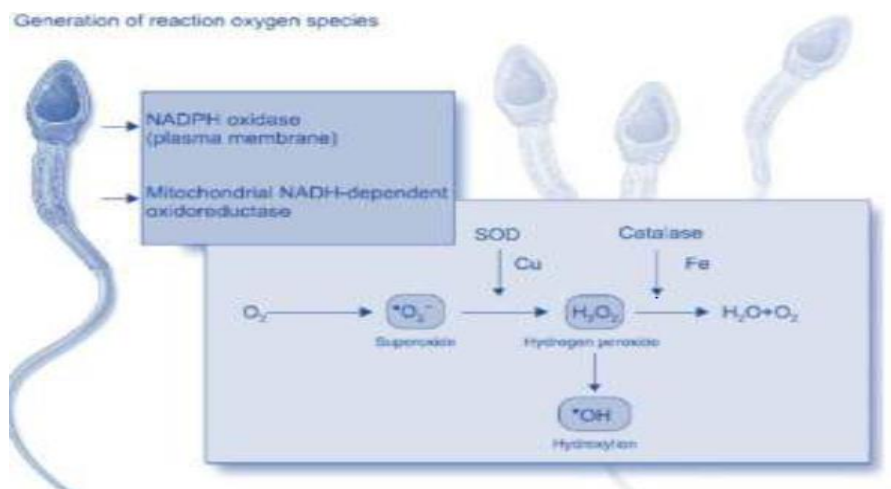 Generation of reaction oxygen species
NADPH oxidase
(plasma membrane)
Mitochondrial NADH-dependent
oxidoreductase
SOD
Catalase
Cu
Fe
O₂
•O₂⁻
H₂O₂
H₂O+O₂
Superoxide
Hydrogen peroxide
•OH